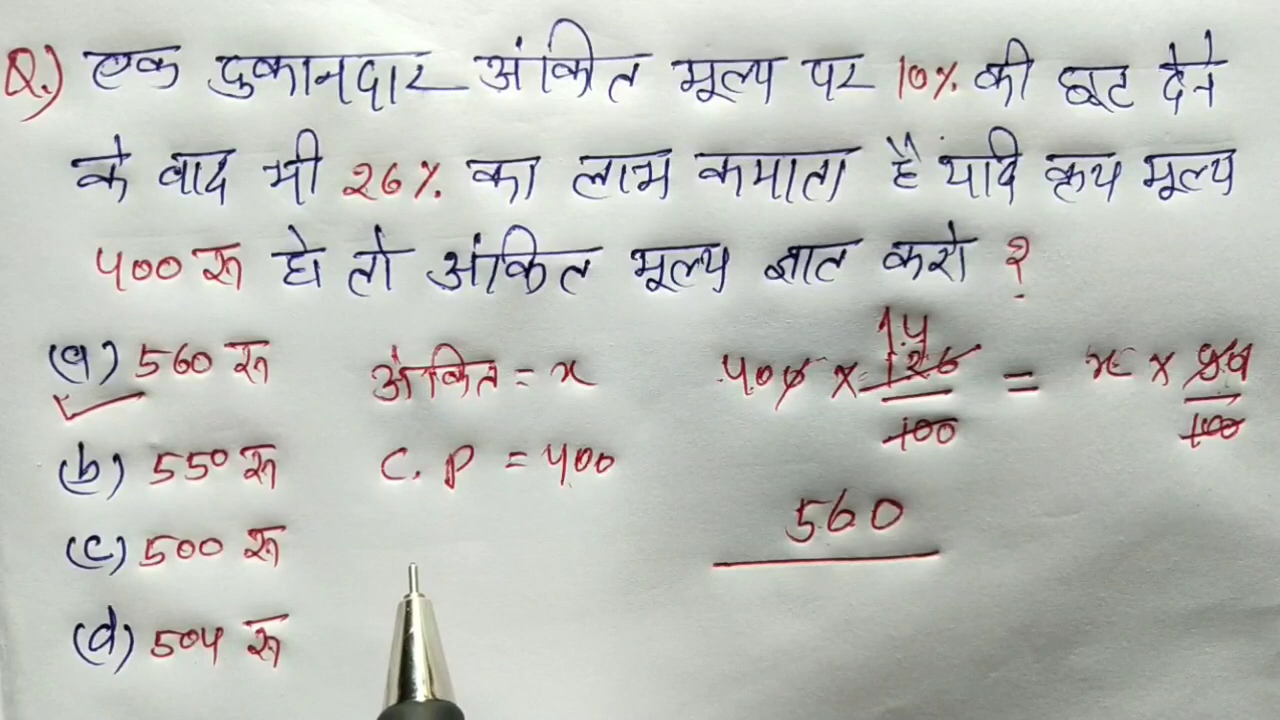 Q.) एक दुकानदार अंकित मूल्य पर 10% की छूट देने
के बाद भी 26% का लाभ कमाता है यदि क्रय मूल्य
400 रू हो तो अंकित मूल्य ज्ञात करो ?
(a) 560 रू
अंकित = x
400 × 126/100 = x × 90/100
14
(b) 550 रू
C.P = 400
560
(c) 500 रू
(d) 504 रू